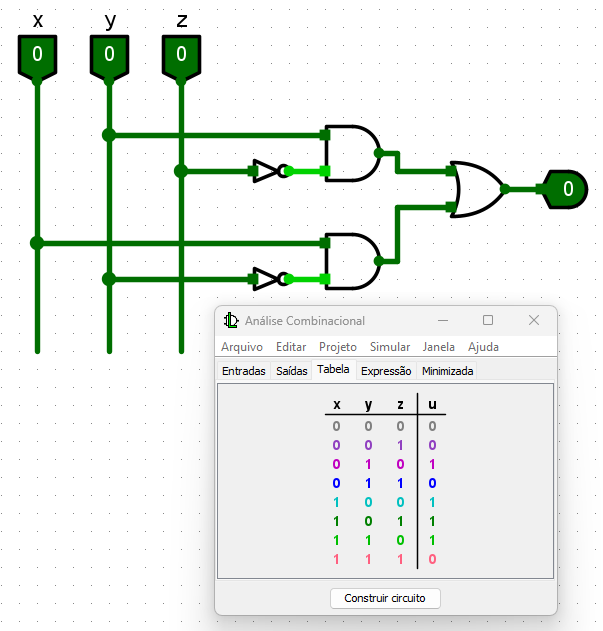 x y z
0 0 0
0
Análise Combinacional
Arquivo Editar Projeto Simular Janela Ajuda
Entradas Saídas Tabela Expressão Minimizada
x y z u
0 0 0 0
0 0 1 0
0 1 0 1
0 1 1 0
1 0 0 1
1 0 1 1
1 1 0 1
1 1 1 0
Construir circuito